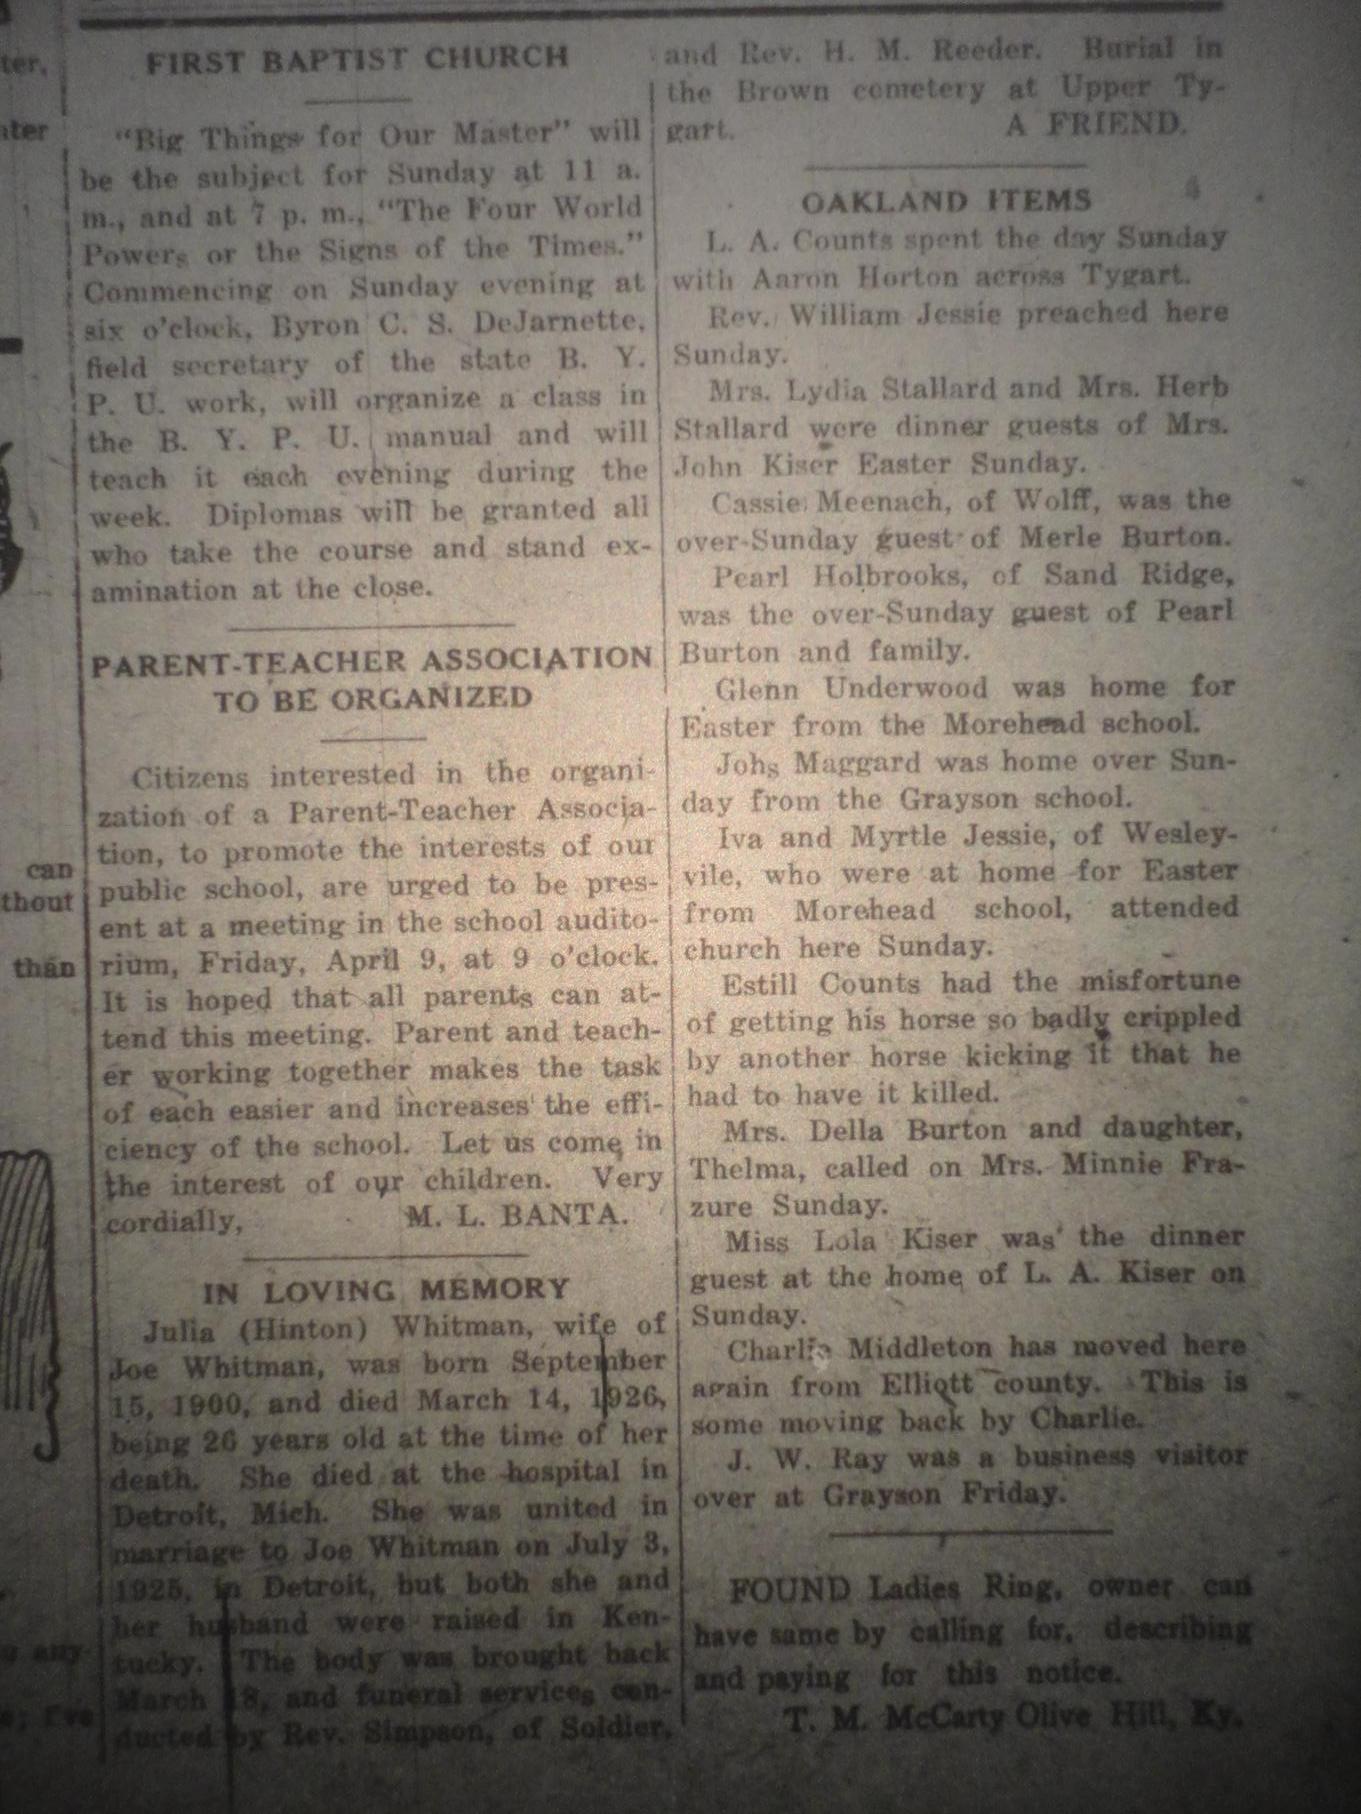 ter,
ater
can
thout
than
any
I've
FIRST BAPTIST CHURCH
"Big Things for Our Master" will
be the subject for Sunday at 11 a.
m., and at 7 p. m., "The Four World
Powers or the Signs of the Times."
Commencing on Sunday evening at
six o'clock, Byron C. S. DeJarnette,
field secretary of the state B. Y.
P. U. work, will organize a class in
the B. Y. P. U. manual and will
teach it each evening during the
week. Diplomas will be granted all
who take the course and stand ex-
amination at the close.
PARENT-TEACHER ASSOCIATION
TO BE ORGANIZED
Citizens interested in the organi-
zation of a Parent-Teacher Associa-
tion, to promote the interests of our
public school, are urged to be pres-
ent at a meeting in the school audito-
rium, Friday, April 9, at 9 o'clock.
It is hoped that all parents can at-
tend this meeting. Parent and teach-
er working together makes the task
of each easier and increases the effi-
ciency of the school. Let us come in
the interest of our children. Very
cordially, M. L. BANTA.
IN LOVING MEMORY
Julia (Hinton) Whitman, wife of
Joe Whitman, was born September
15, 1900, and died March 14, 1926,
being 26 years old at the time of her
death. She died at the hospital in
Detroit, Mich. She was united in
marriage to Joe Whitman on July 3,
1925, in Detroit, but both she and
her husband were raised in Ken-
tucky. The body was brought back
March 18, and funeral services con-
ducted by Rev. Simpson, of Soldier,
and Rev. H. M. Reeder. Burial in
the Brown cemetery at Upper Ty-
gart. A FRIEND.
OAKLAND ITEMS
L. A. Counts spent the day Sunday
with Aaron Horton across Tygart.
Rev. William Jessie preached here
Sunday.
Mrs. Lydia Stallard and Mrs. Herb
Stallard were dinner guests of Mrs.
John Kiser Easter Sunday.
Cassie Meenach, of Wolff, was the
over-Sunday guest of Merle Burton.
Pearl Holbrooks, of Sand Ridge,
was the over-Sunday guest of Pearl
Burton and family.
Glenn Underwood was home for
Easter from the Morehead school.
Johs Maggard was home over Sun-
day from the Grayson school.
Iva and Myrtle Jessie, of Wesley-
vile, who were at home for Easter
from Morehead school, attended
church here Sunday.
Estill Counts had the misfortune
of getting his horse so badly crippled
by another horse kicking it that he
had to have it killed.
Mrs. Della Burton and daughter,
Thelma, called on Mrs. Minnie Fra-
zure Sunday.
Miss Lola Kiser was the dinner
guest at the home of L. A. Kiser on
Sunday.
Charlie Middleton has moved here
again from Elliott county. This is
some moving back by Charlie.
J. W. Ray was a business visitor
over at Grayson Friday.
FOUND Ladies Ring, owner can
have same by calling for, describing
and paying for this notice.
T. M. McCarty Olive Hill, Ky.